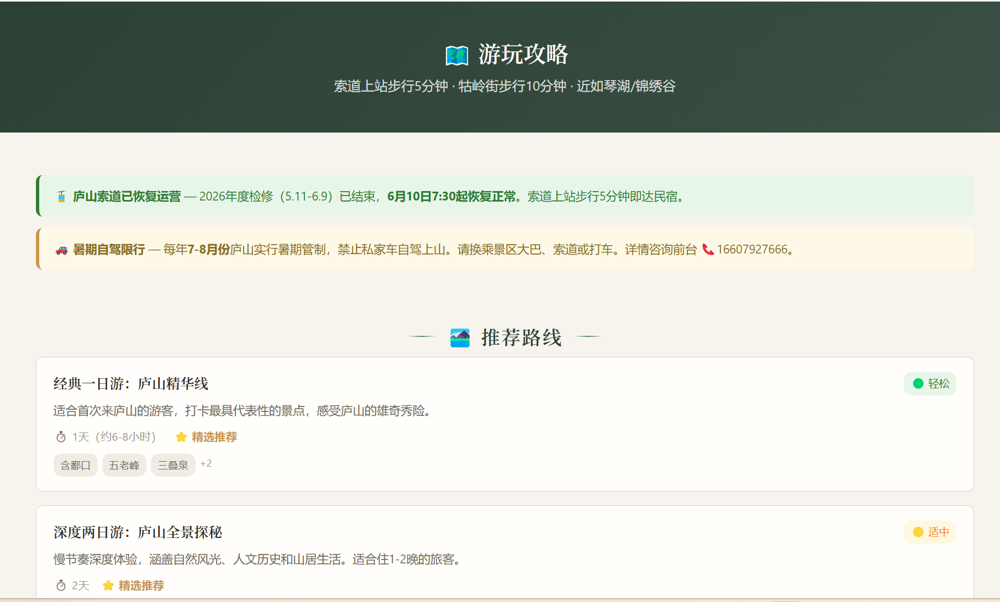 游玩攻略
索道上站步行5分钟 · 牯岭街步行10分钟 · 近如琴湖/锦绣谷
庐山索道已恢复运营 — 2026年度检修（5.11-6.9）已结束，6月10日7:30起恢复正常。索道上站步行5分钟即达民宿。
暑期自驾限行 — 每年7-8月份庐山实行暑期管制，禁止私家车自驾上山。请换乘景区大巴、索道或打车。详情咨询前台 📞16607927666。
推荐路线
经典一日游：庐山精华线
轻松
适合首次来庐山的游客，打卡最具代表性的景点，感受庐山的雄奇秀险。
1天（约6-8小时） 精选推荐
含鄱口 五老峰 三叠泉 +2
深度两日游：庐山全景探秘
适中
慢节奏深度体验，涵盖自然风光、人文历史和山居生活。适合住1-2晚的旅客。
2天 精选推荐